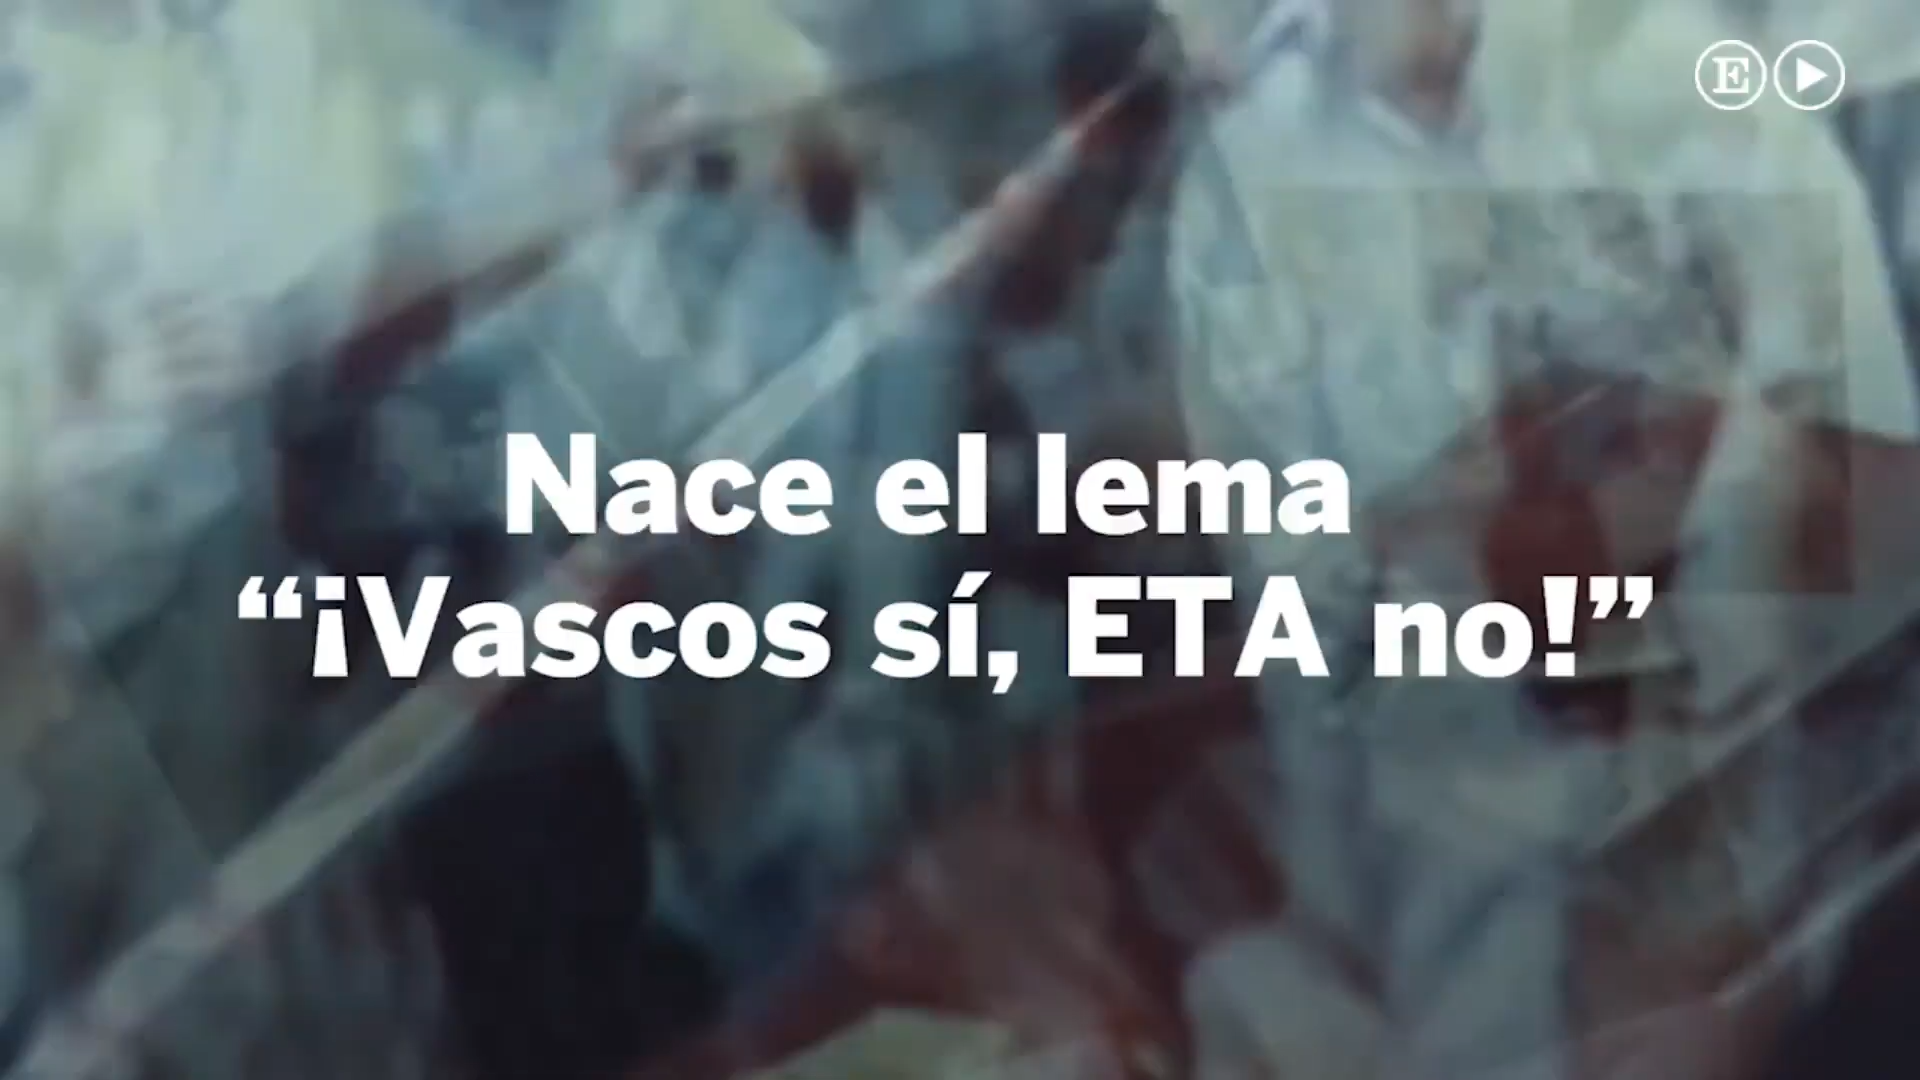 E
Nace el lema
“¡Vascos sí, ETA no!”